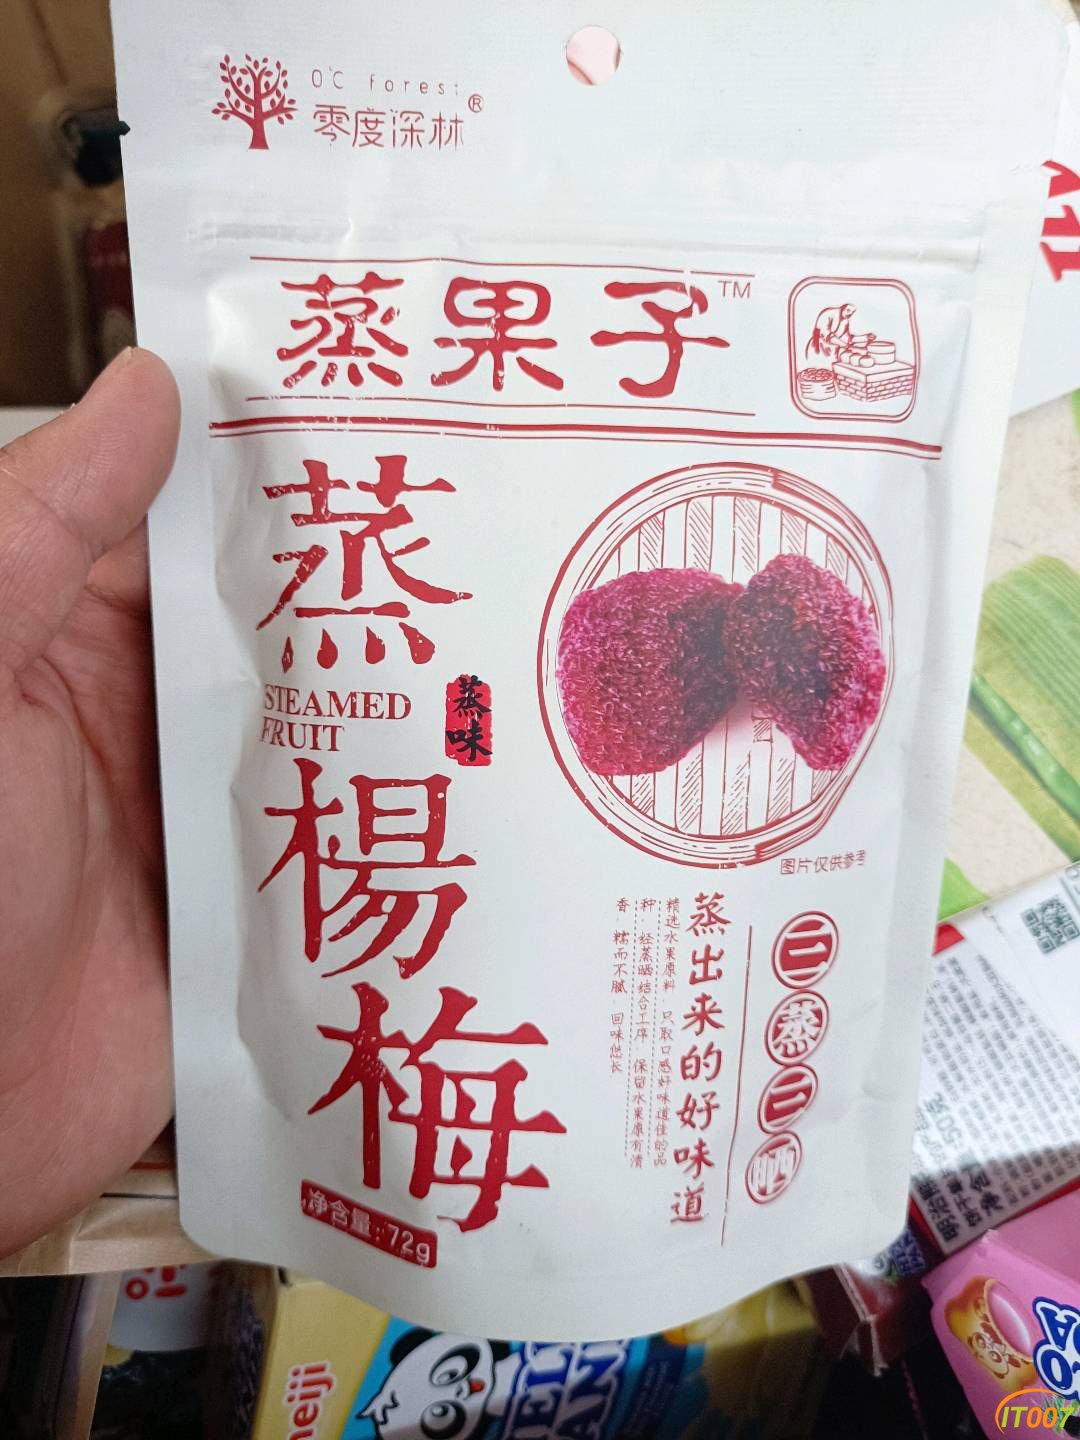 0℃ forest
零度深林®
蒸果子™
蒸楊梅
STEAMED
FRUIT
蒸味
图片仅供参考
三蒸三晒
蒸出来的好味道
精选水果原料 只取口感好味道佳的品
种 经蒸晒结合工序 保留水果原有清
香 糯而不腻 回味悠长
净含量:72g
meiji
IT007